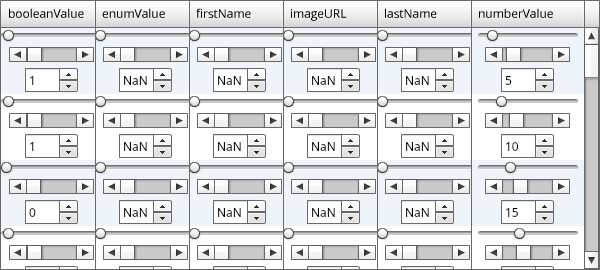 booleanValue enumValue firstName imageURL lastName numberValue
1 NaN NaN NaN NaN 5
1 NaN NaN NaN NaN 10
0 NaN NaN NaN NaN 15